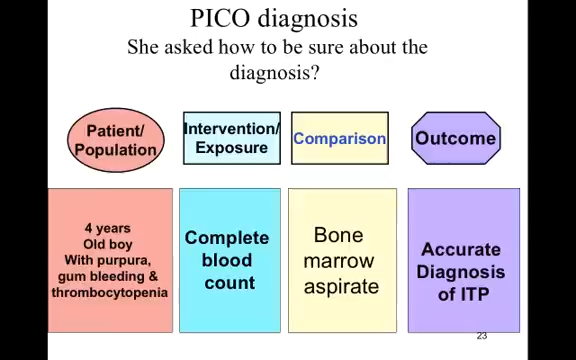 PICO diagnosis
She asked how to be sure about the
diagnosis?
Patient/
Population
Intervention/
Exposure
Comparison
Outcome
4 years
Old boy
With purpura,
gum bleeding &
thrombocytopenia
Complete
blood
count
Bone
marrow
aspirate
Accurate
Diagnosis
of ITP
23